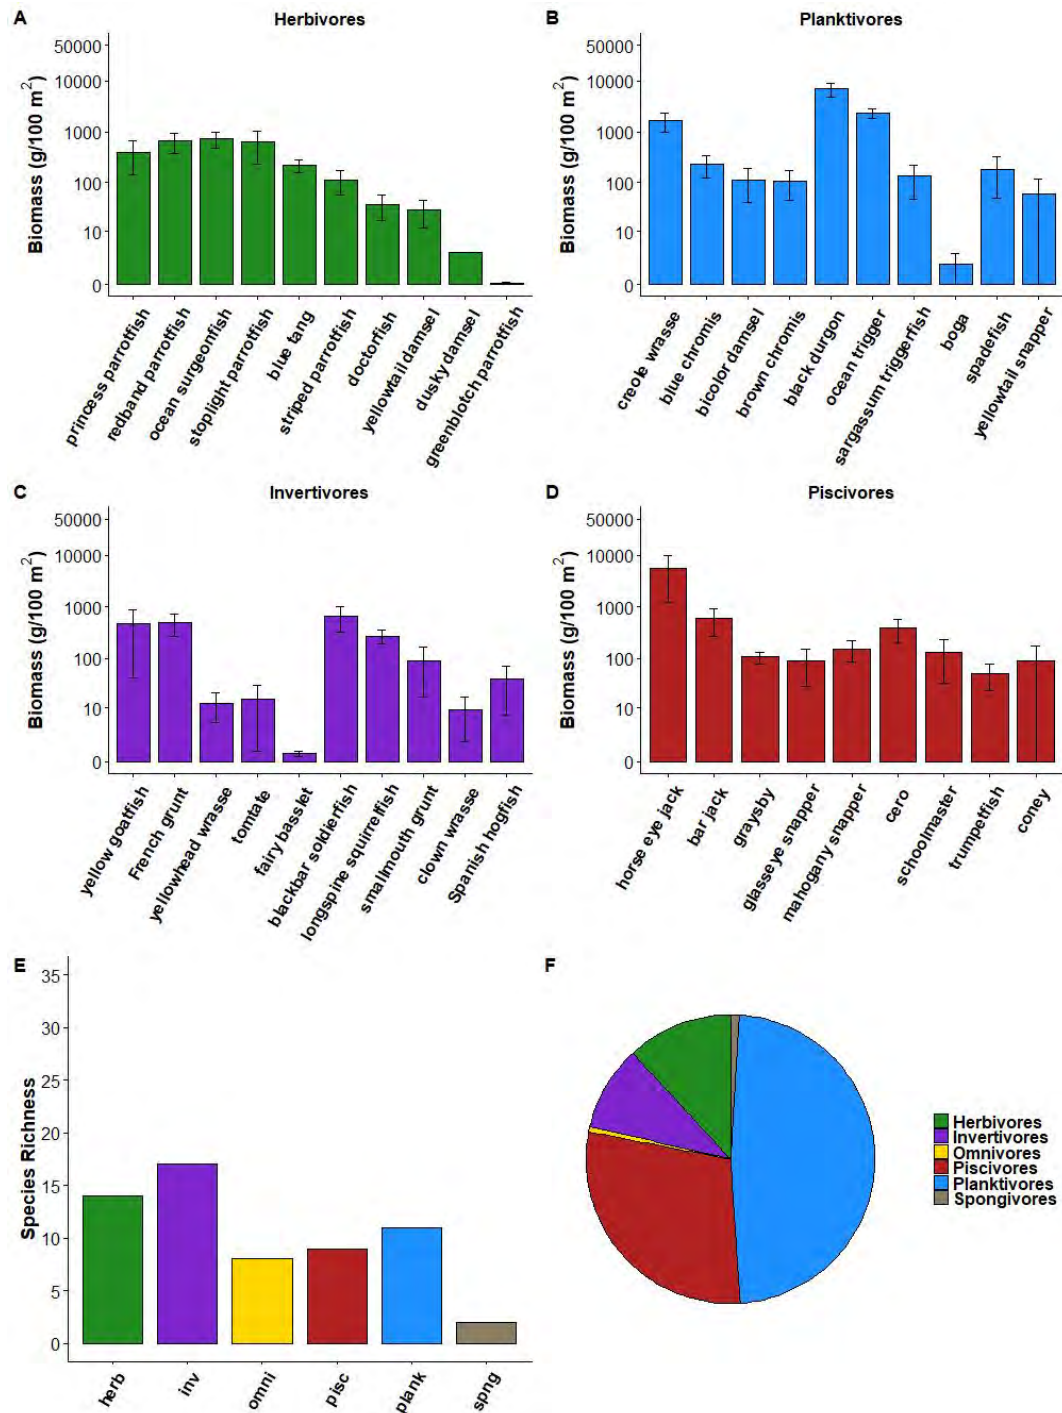 A
Herbivores
Biomass (g/100 m²)
50000
10000
1000
100
10
0
princess parrotfish
redband parrotfish
ocean surgeonfish
stoplight parrotfish
blue tang
striped parrotfish
doctorfish
yellowtail damsel
dusky damsel
greenblotch parrotfish
B
Planktivores
Biomass (g/100 m²)
50000
10000
1000
100
10
0
creole wrasse
blue chromis
bicolor damsel
brown chromis
black durgon
ocean trigger
sargassum triggerfish
boga
spadefish
yellowtail snapper
C
Invertivores
Biomass (g/100 m²)
50000
10000
1000
100
10
0
yellow goatfish
French grunt
yellowhead wrasse
tomtate
fairy basslet
blackbar soldierfish
longspine squirrelfish
smallmouth grunt
clown wrasse
Spanish hogfish
D
Piscivores
Biomass (g/100 m²)
50000
10000
1000
100
10
0
horse eye jack
bar jack
graysby
glasseye snapper
mahogany snapper
cero
schoolmaster
trumpetfish
coney
E
Species Richness
35
30
25
20
15
10
5
0
herb
inv
omni
pisc
plank
spng
F
Herbivores
Invertivores
Omnivores
Piscivores
Planktivores
Spongivores